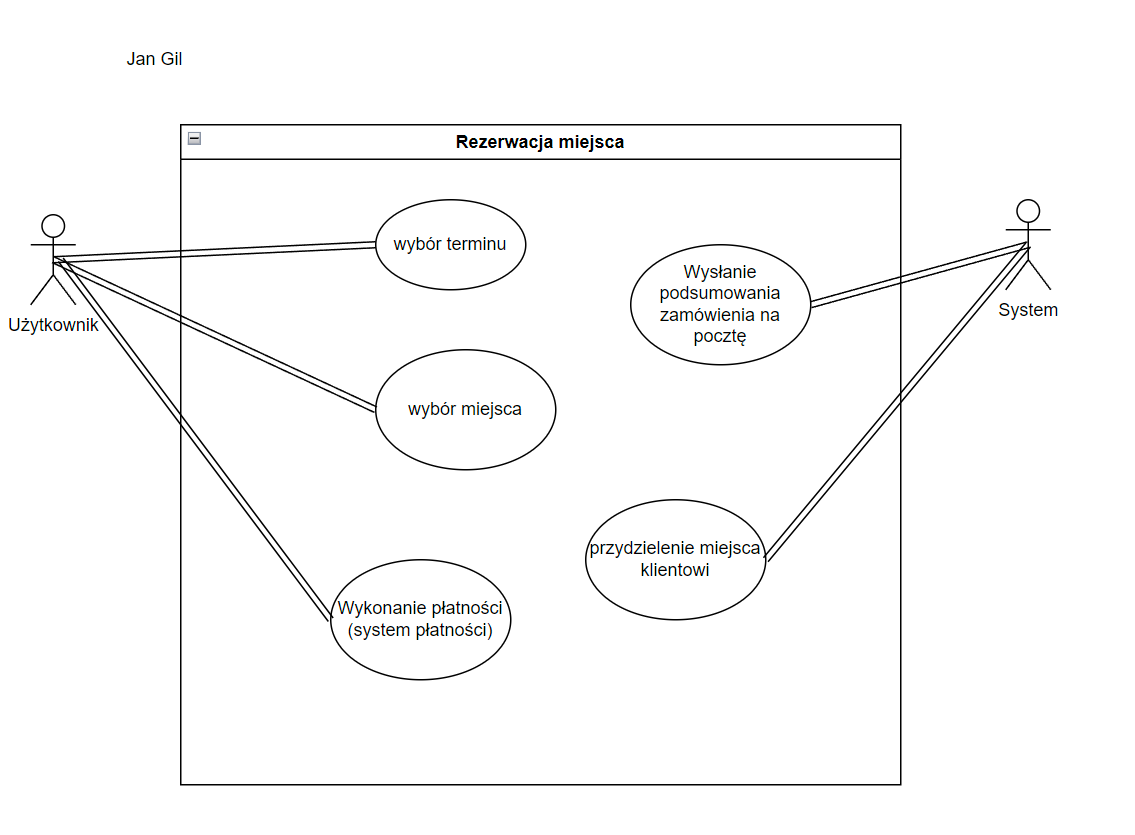 Jan Gil
Rezerwacja miejsca
Użytkownik
wybór terminu
wybór miejsca
Wykonanie płatności
(system płatności)
Wysłanie
podsumowania
zamówienia na
pocztę
przydzielenie miejsca
klientowi
System